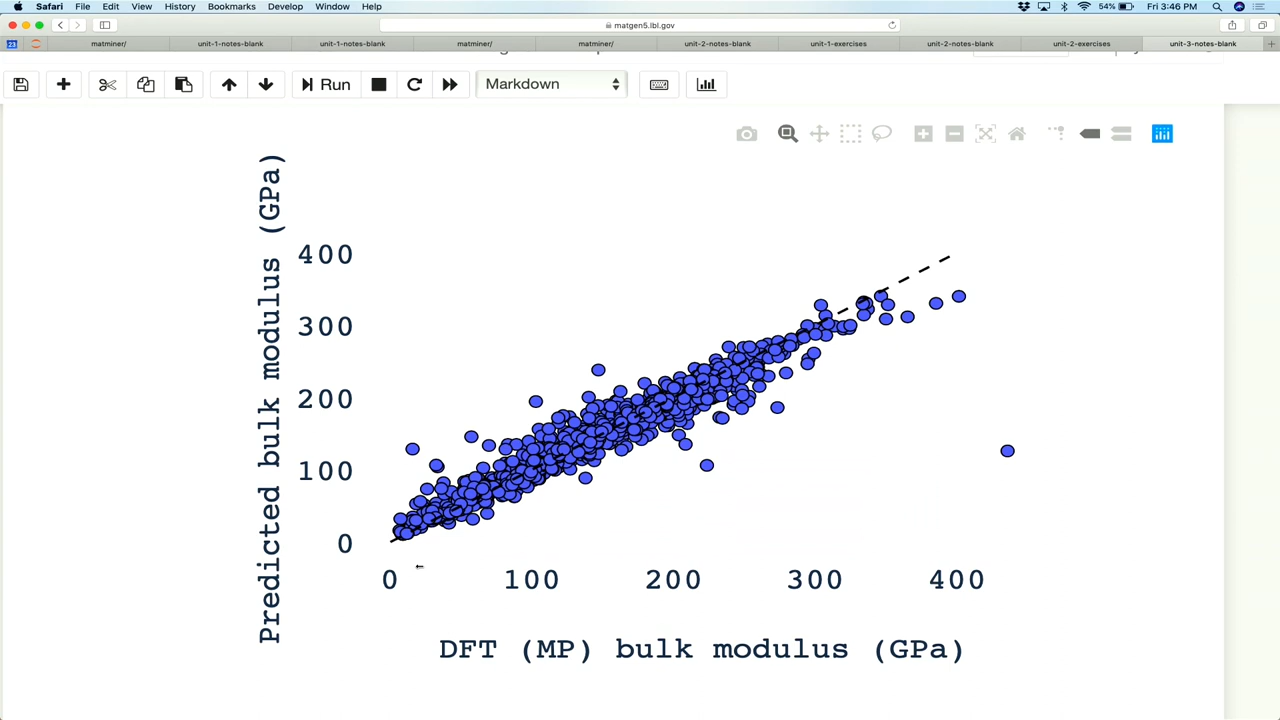 Safari File Edit View History Bookmarks Develop Window Help 54% Fri 3:46 PM
matgen5.lbl.gov
23 matminer/ unit-1-notes-blank unit-1-notes-blank matminer/ matminer/ unit-2-notes-blank unit-1-exercises unit-2-notes-blank unit-2-exercises unit-3-notes-blank
Run Markdown
Predicted bulk modulus (GPa)
400
300
200
100
0
0 100 200 300 400
DFT (MP) bulk modulus (GPa)